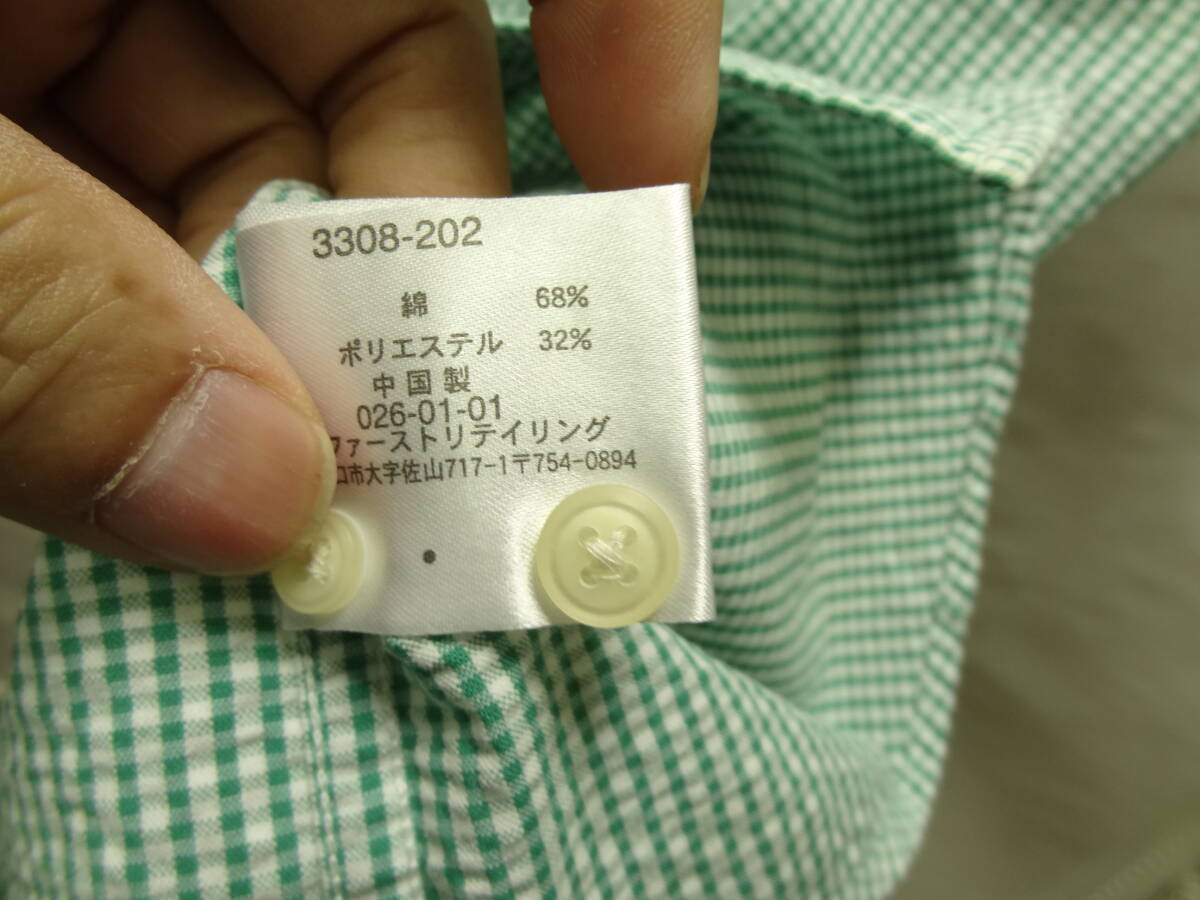 3308-202
綿 68%
ポリエステル 32%
中国製
026-01-01
ファーストリテイリング
口市大字佐山717-1〒754-0894